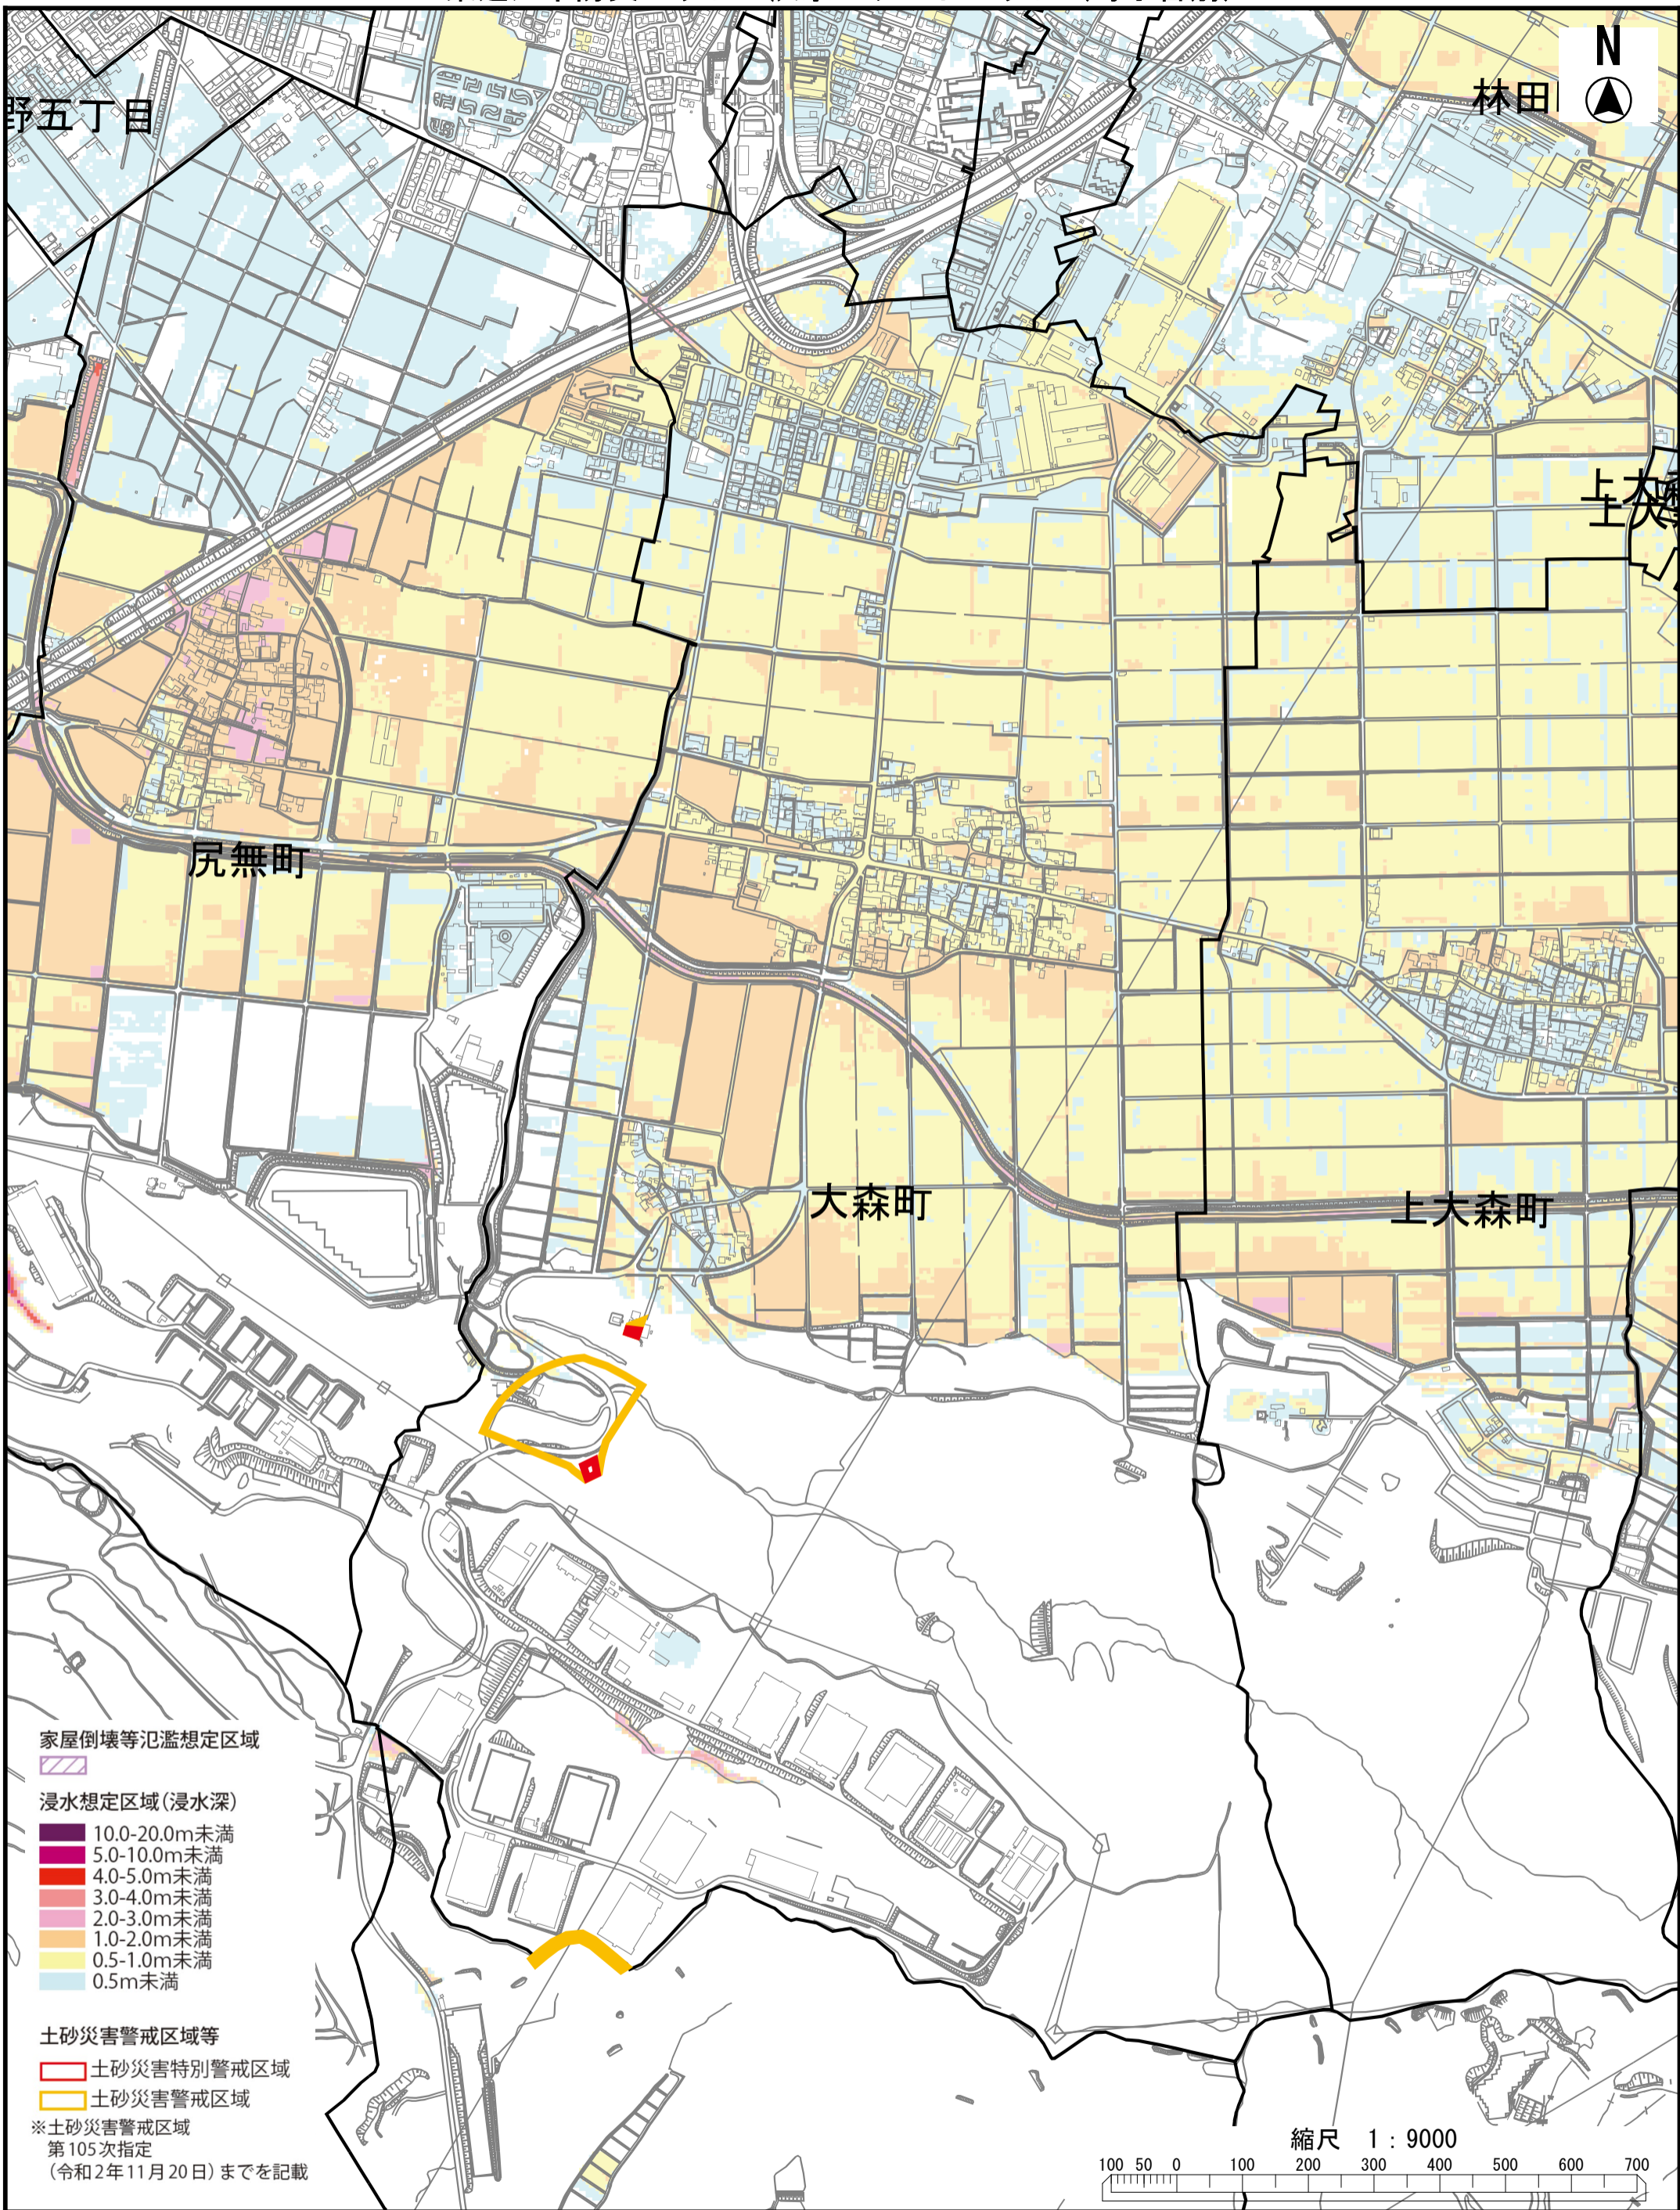 N
林田
野五丁目
上大
上大
尻無町
大森町
上大森町
家屋倒壊等氾濫想定区域
浸水想定区域(浸水深)
10.0-20.0m未満
5.0-10.0m未満
4.0-5.0m未満
3.0-4.0m未満
2.0-3.0m未満
1.0-2.0m未満
0.5-1.0m未満
0.5m未満
土砂災害警戒区域等
土砂災害特別警戒区域
土砂災害警戒区域
※土砂災害警戒区域
第105次指定
(令和2年11月20日)までを記載
縮尺 1:9000
100 50 0 100 200 300 400 500 600 700